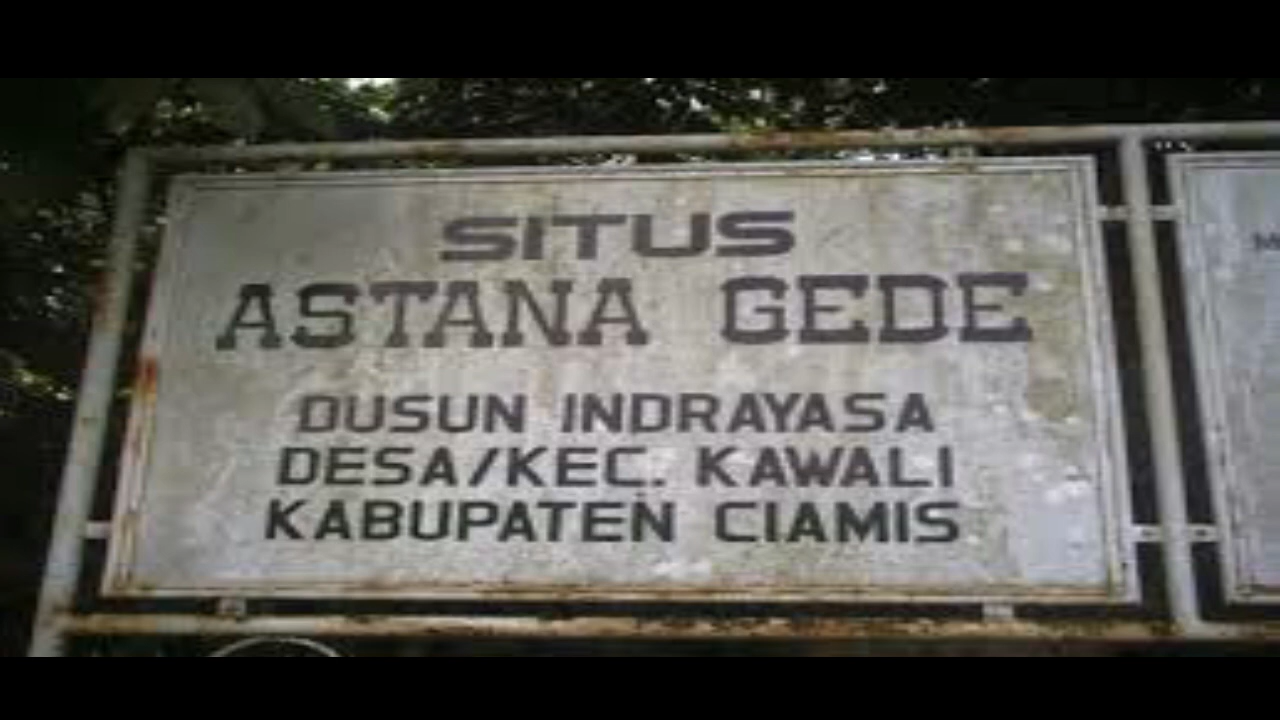 SITUS
ASTANA GEDE
DUSUN INDRAYASA
DESA/KEC. KAWALI
KABUPATEN CIAMIS